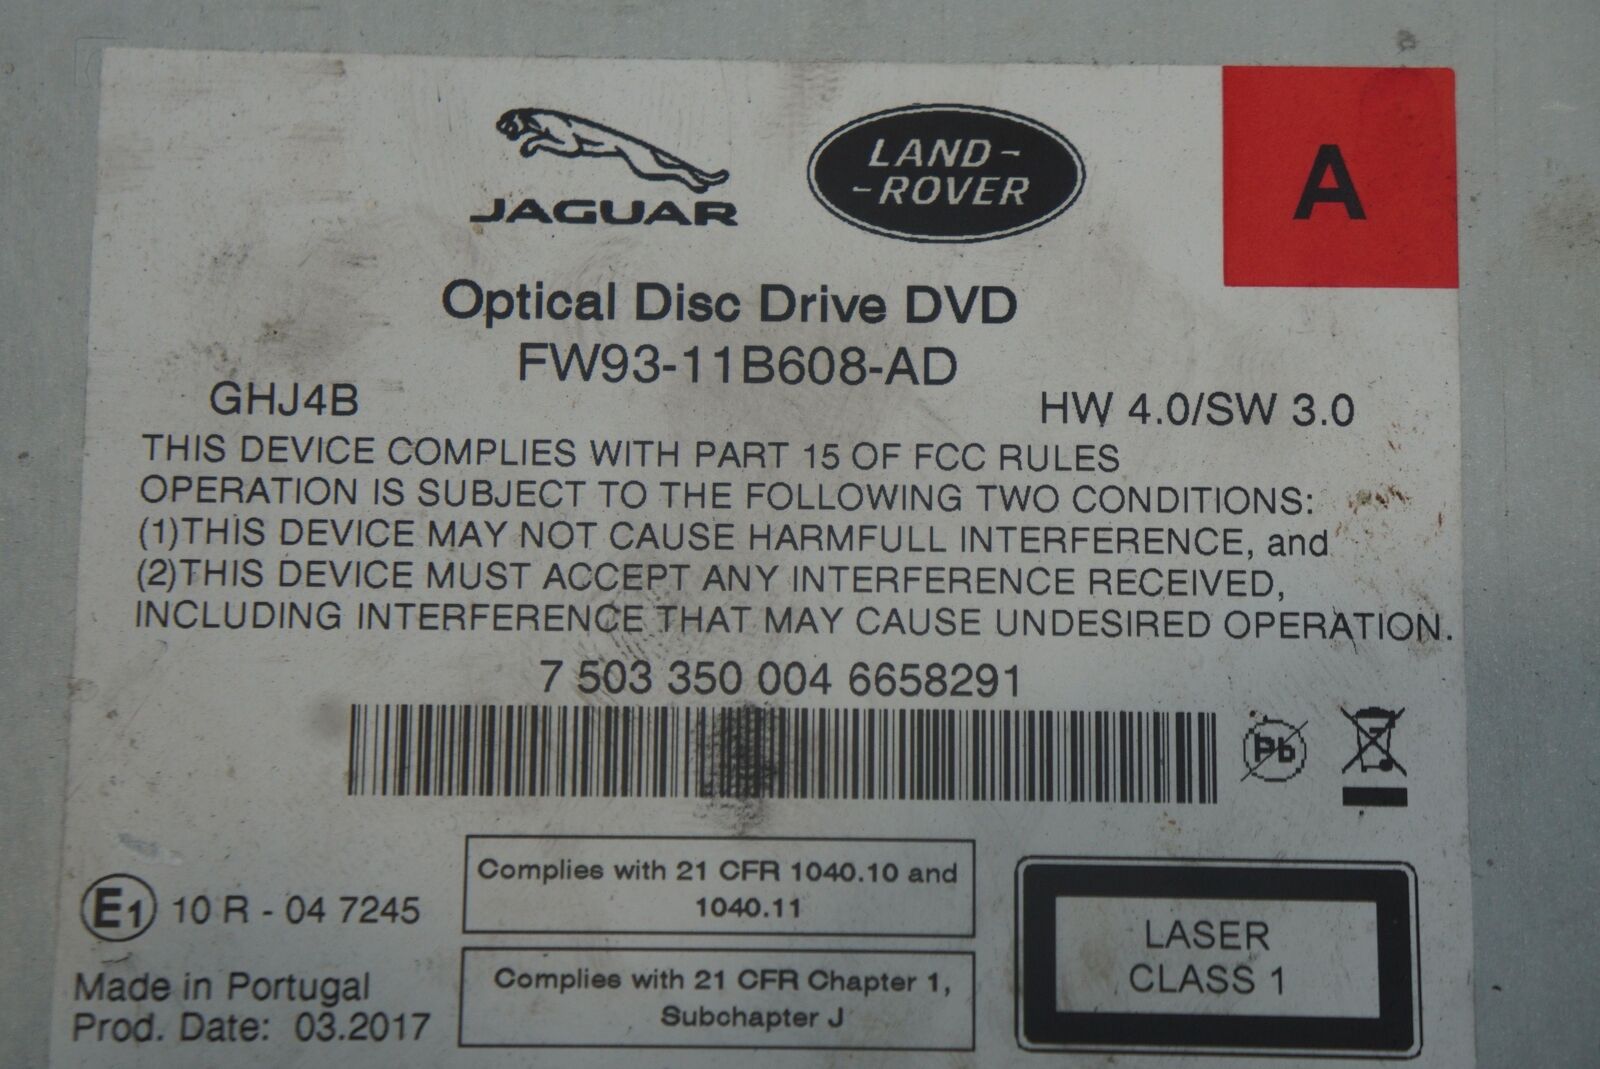 JAGUAR
LAND-
-ROVER
A
Optical Disc Drive DVD
FW93-11B608-AD
GHJ4B
HW 4.0/SW 3.0
THIS DEVICE COMPLIES WITH PART 15 OF FCC RULES
OPERATION IS SUBJECT TO THE FOLLOWING TWO CONDITIONS:
(1)THIS DEVICE MAY NOT CAUSE HARMFULL INTERFERENCE, and
(2)THIS DEVICE MUST ACCEPT ANY INTERFERENCE RECEIVED,
INCLUDING INTERFERENCE THAT MAY CAUSE UNDESIRED OPERATION.
7 503 350 004 6658291
Pb
E1 10 R - 04 7245
Complies with 21 CFR 1040.10 and
1040.11
Made in Portugal
Prod. Date: 03.2017
Complies with 21 CFR Chapter 1,
Subchapter J
LASER
CLASS 1